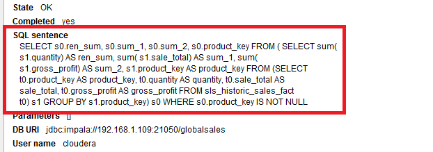 State OK
Completed yes
SQL sentence
SELECT s0.ren_sum, s0.sum_1, s0.sum_2, s0.product_key FROM ( SELECT sum(
s1.quantity) AS ren_sum, sum( s1.sale_total) AS sum_1, sum(
s1.gross_profit) AS sum_2, s1.product_key AS product_key FROM (SELECT
t0.product_key AS product_key, t0.quantity AS quantity, t0.sale_total AS
sale_total, t0.gross_profit AS gross_profit FROM sls_historic_sales_fact
t0) s1 GROUP BY s1.product_key) s0 WHERE s0.product_key IS NOT NULL
Parameters []
DB URI jdbc:impala://192.168.1.109:21050/globalsales
User name cloudera